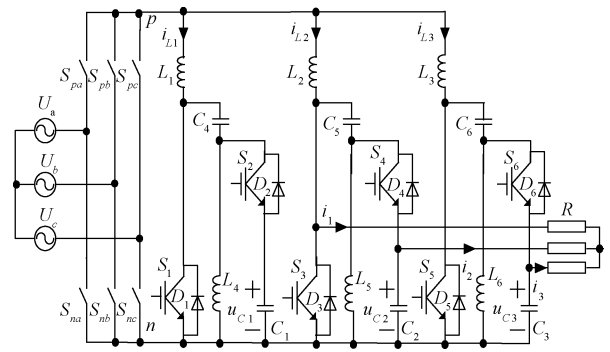 p
i_L1 i_L2 i_L3
S_pa S_pb S_pc L_1 L_2 L_3
U_a C_4 C_5 C_6
S_2 S_4 S_6
U_b D_2 D_4 D_6
U_c i_1 R
S_1 S_3 S_5 i_2
L_4 + L_5 + L_6 + i_3
S_na S_nb S_nc D_1 u_C1 D_3 u_C2 D_5 u_C3
n − C_1 − C_2 − C_3